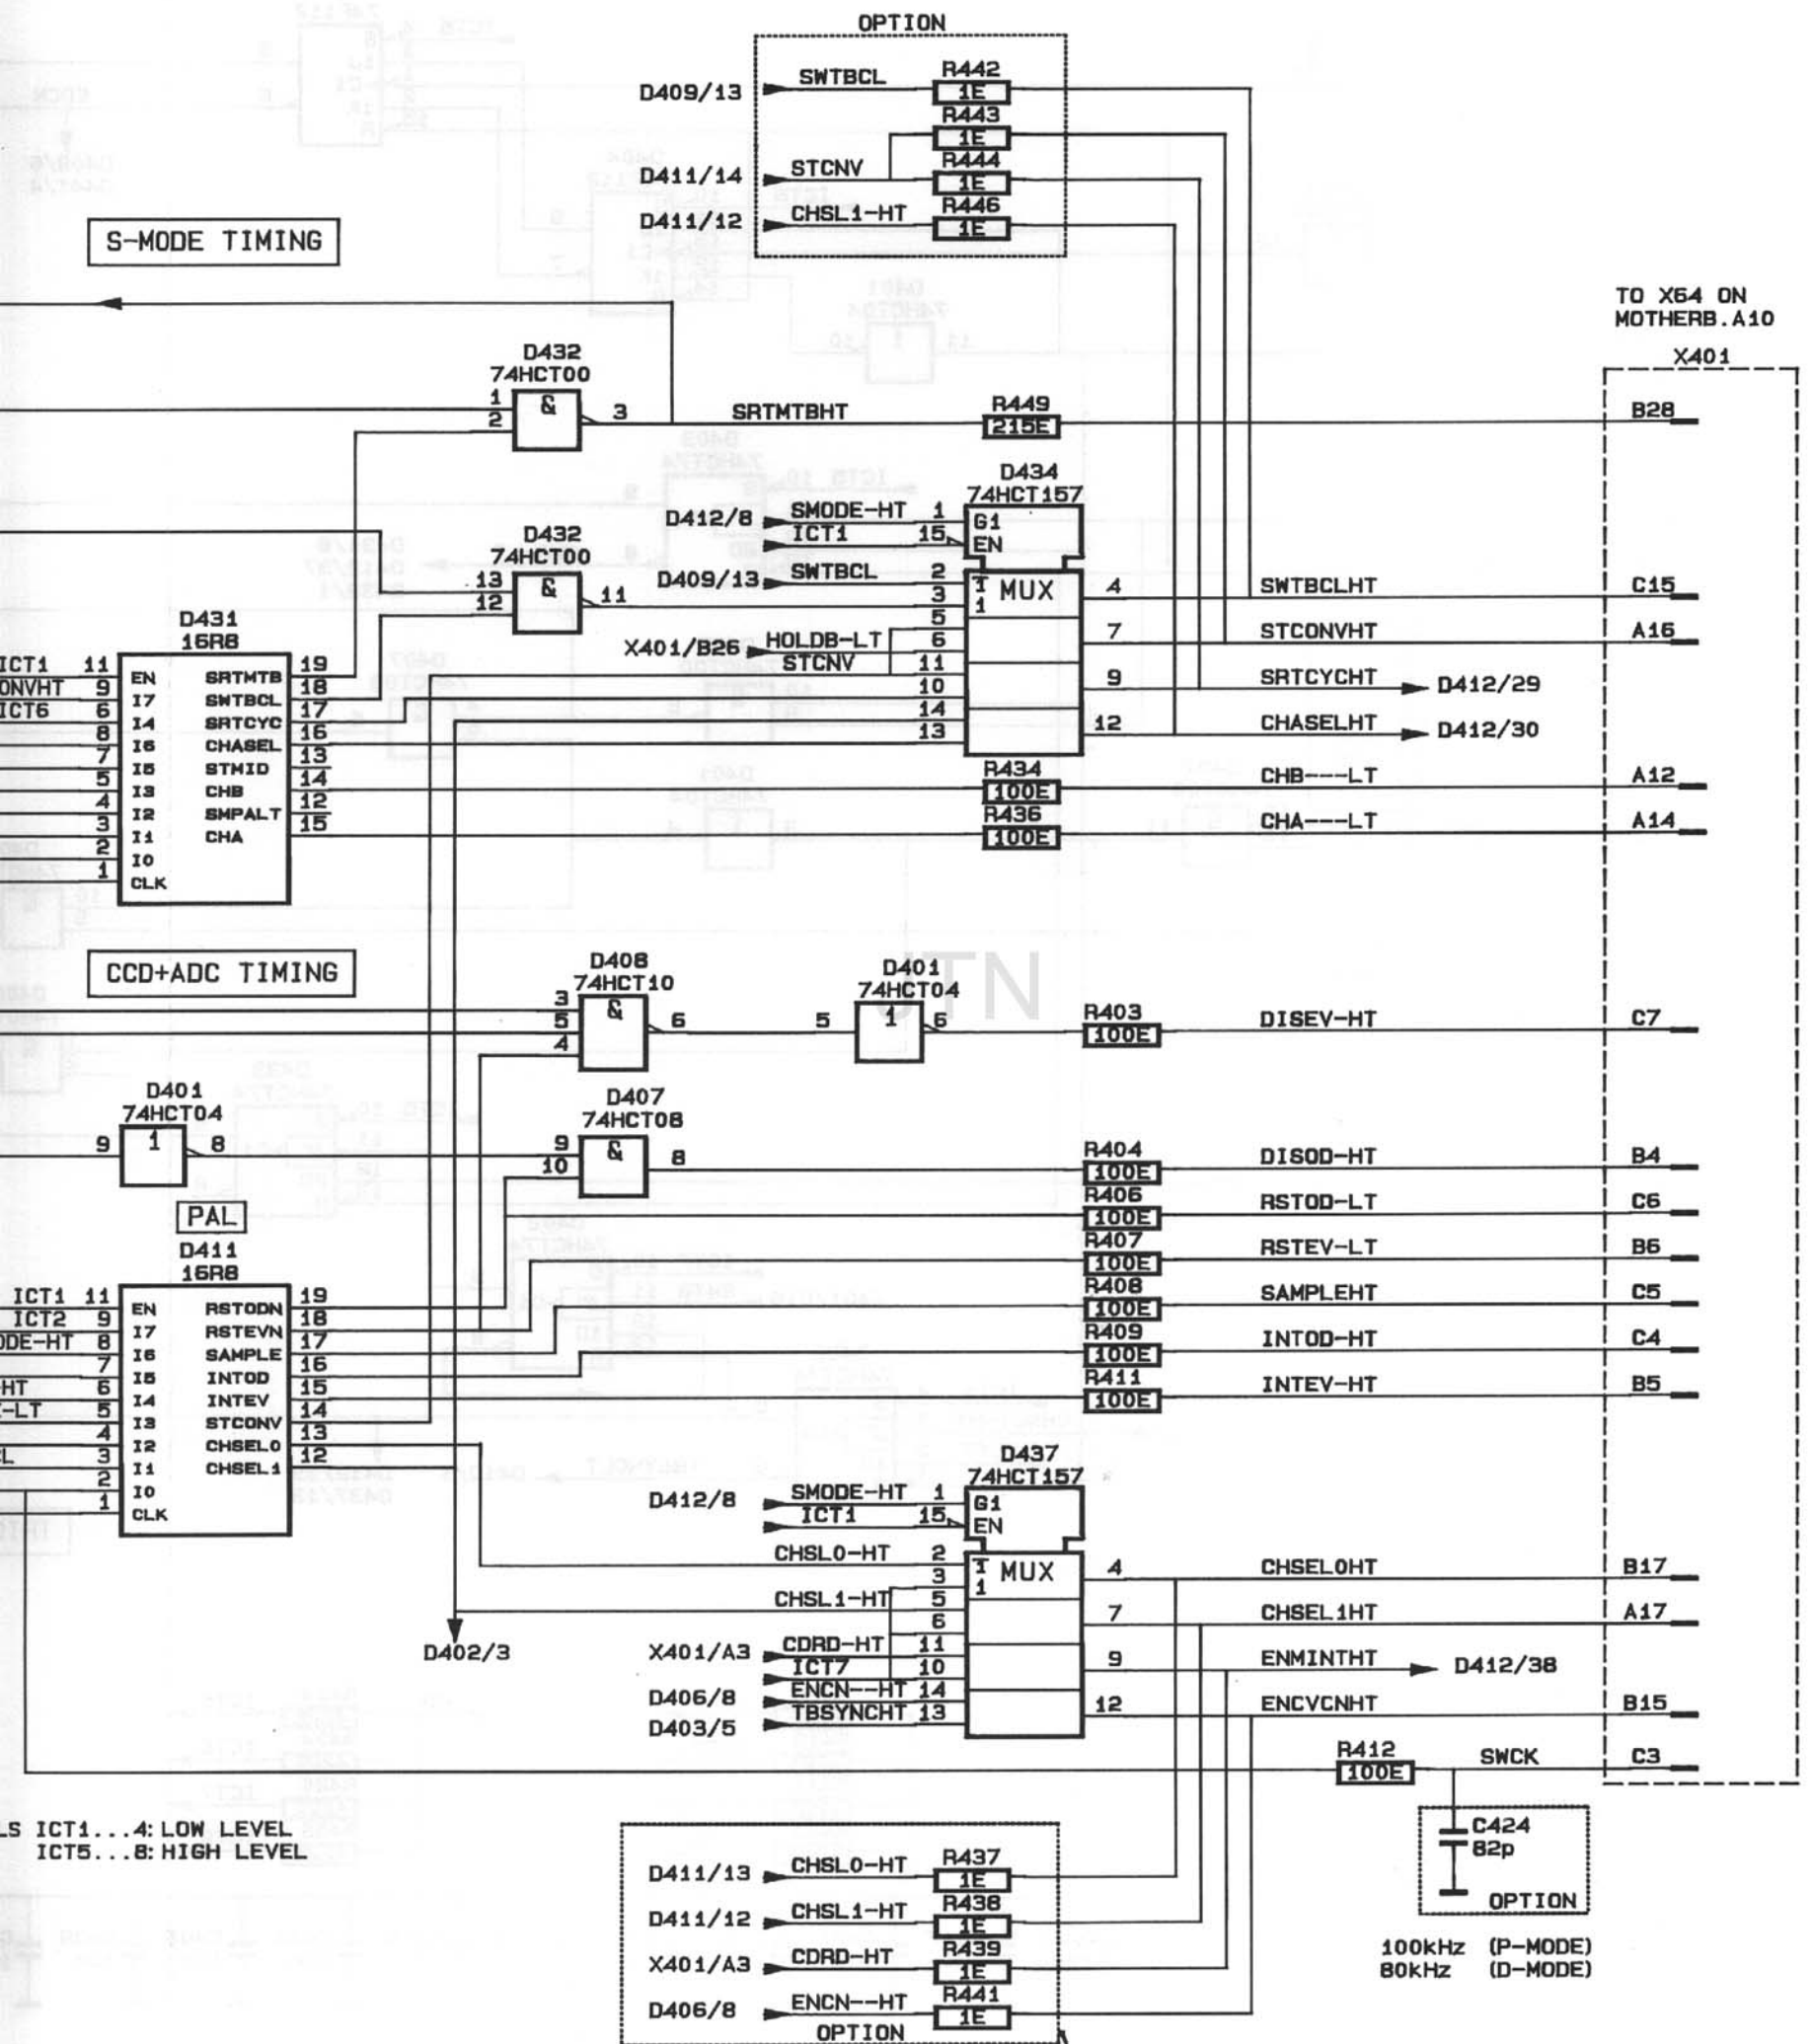 OPTION
D409/13 SWTBCL R442 1E
R443 1E
D411/14 STCNV R444 1E
D411/12 CHSL1-HT R446 1E
S-MODE TIMING
TO X64 ON
MOTHERB.A10
X401
D432
74HCT00
1 & 3
2
SRTMTBHT R449 215E B28
D434
74HCT157
D412/8 SMODE-HT 1 G1
ICT1 15 EN
D432
74HCT00
13 & 11
12
D409/13 SWTBCL 2 1 MUX 4 SWTBCLHT C15
3 1
5 7 STCONVHT A16
X401/B26 HOLDB-LT 6
STCNV 11 9 SRTCYCHT D412/29
10
14 12 CHASELHT D412/30
13
D431
16R8
ICT1 11 EN SRTMTB 19
ONVHT 9 I7 SWTBCL 18
ICT6 6 I4 SRTCYC 17
8 I6 CHASEL 16
7 I5 STMID 13
5 I3 CHB 14
4 I2 SMPALT 12
3 I1 CHA 15
2 I0
1 CLK
R434 100E CHB---LT A12
R436 100E CHA---LT A14
CCD+ADC TIMING
JTN
D408
74HCT10
3 & 6
5
4
D401
74HCT04
5 1 6
R403 100E DISEV-HT C7
D401
74HCT04
9 1 8
D407
74HCT08
9 & 8
10
R404 100E DISOD-HT B4
R406 100E RSTOD-LT C6
R407 100E RSTEV-LT B6
R408 100E SAMPLEHT C5
R409 100E INTOD-HT C4
R411 100E INTEV-HT B5
PAL
D411
16R8
ICT1 11 EN RSTODN 19
ICT2 9 I7 RSTEVN 18
ODE-HT 8 I6 SAMPLE 17
7 I5 INTOD 16
-HT 6 I4 INTEV 15
-LT 5 I3 STCONV 14
4 I2 CHSEL0 13
L 3 I1 CHSEL1 12
2 I0
1 CLK
D437
74HCT157
D412/8 SMODE-HT 1 G1
ICT1 15 EN
CHSL0-HT 2 1 MUX 4 CHSEL0HT B17
3 1
CHSL1-HT 5 7 CHSEL1HT A17
6
D402/3
X401/A3 CDRD-HT 11 9 ENMINTHT D412/38
ICT7 10
D406/8 ENCN--HT 14 12 ENCVCNHT B15
D403/5 TBSYNCHT 13
R412 100E SWCK C3
LS ICT1...4: LOW LEVEL
ICT5...8: HIGH LEVEL
C424
82p
OPTION
D411/13 CHSL0-HT R437 1E
D411/12 CHSL1-HT R438 1E
X401/A3 CDRD-HT R439 1E
D406/8 ENCN--HT R441 1E
OPTION
100kHz (P-MODE)
80kHz (D-MODE)